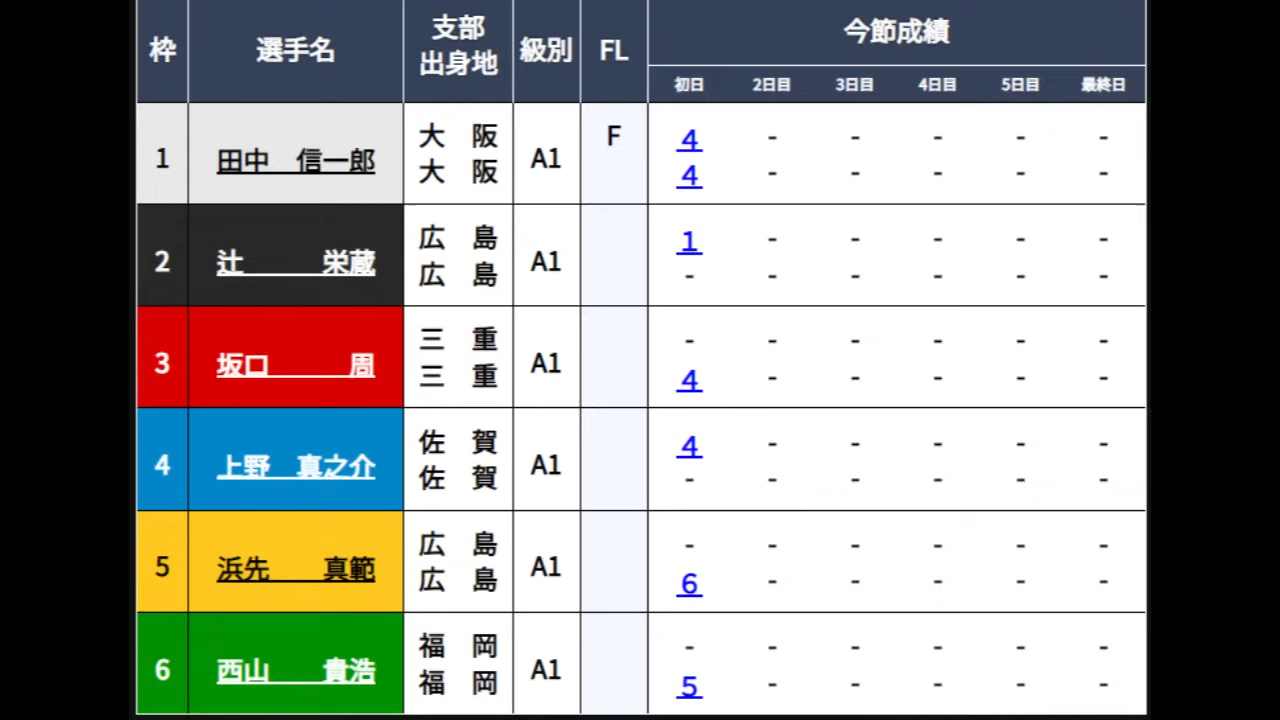 枠 選手名 支部 出身地 級別 FL 今節成績
初日 2日目 3日目 4日目 5日目 最終日
1 田中 信一郎 大阪 A1 F 4 - - - - -
大阪 4 - - - - -
2 辻 栄蔵 広島 A1 1 - - - - -
広島 - - - - - -
3 坂口 周 三重 A1 - - - - - -
三重 4 - - - - -
4 上野 真之介 佐賀 A1 4 - - - - -
佐賀 - - - - - -
5 浜先 真範 広島 A1 - - - - - -
広島 6 - - - - -
6 西山 貴浩 福岡 A1 - - - - - -
福岡 5 - - - - -